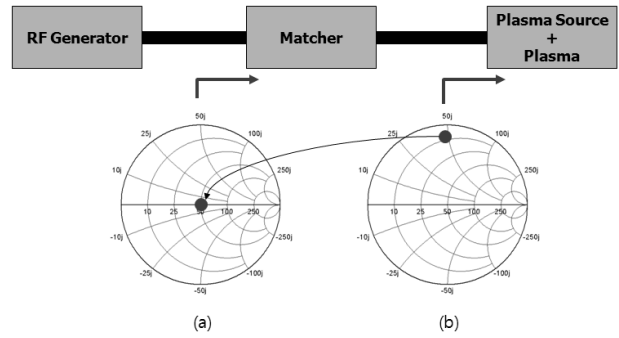 RF Generator
Matcher
Plasma Source
+
Plasma
50j
25j
100j
10j
250j
10 25 50 100 250
-10j
-250j
-25j
-100j
-50j
50j
25j
100j
10j
250j
10 25 50 100 250
-10j
-250j
-25j
-100j
-50j
(a)
(b)